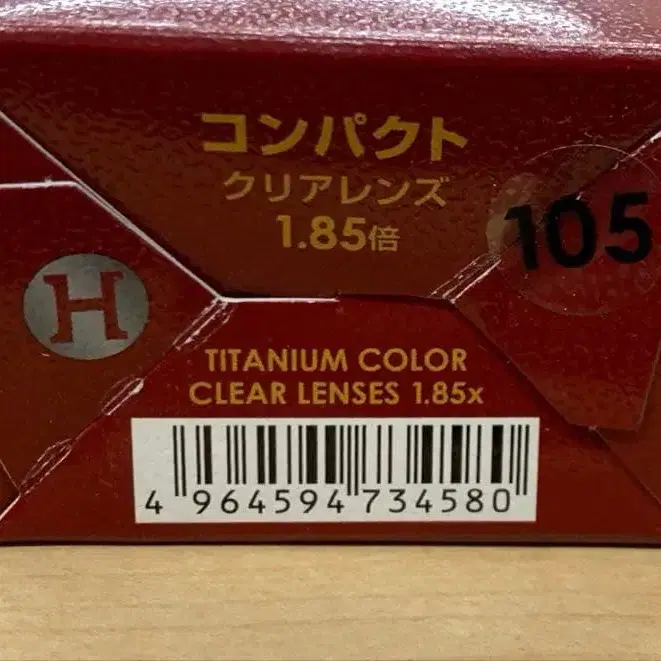 コンパクト
クリアレンズ
1.85倍
105
H
TITANIUM COLOR
CLEAR LENSES 1.85x
4 964594 734580